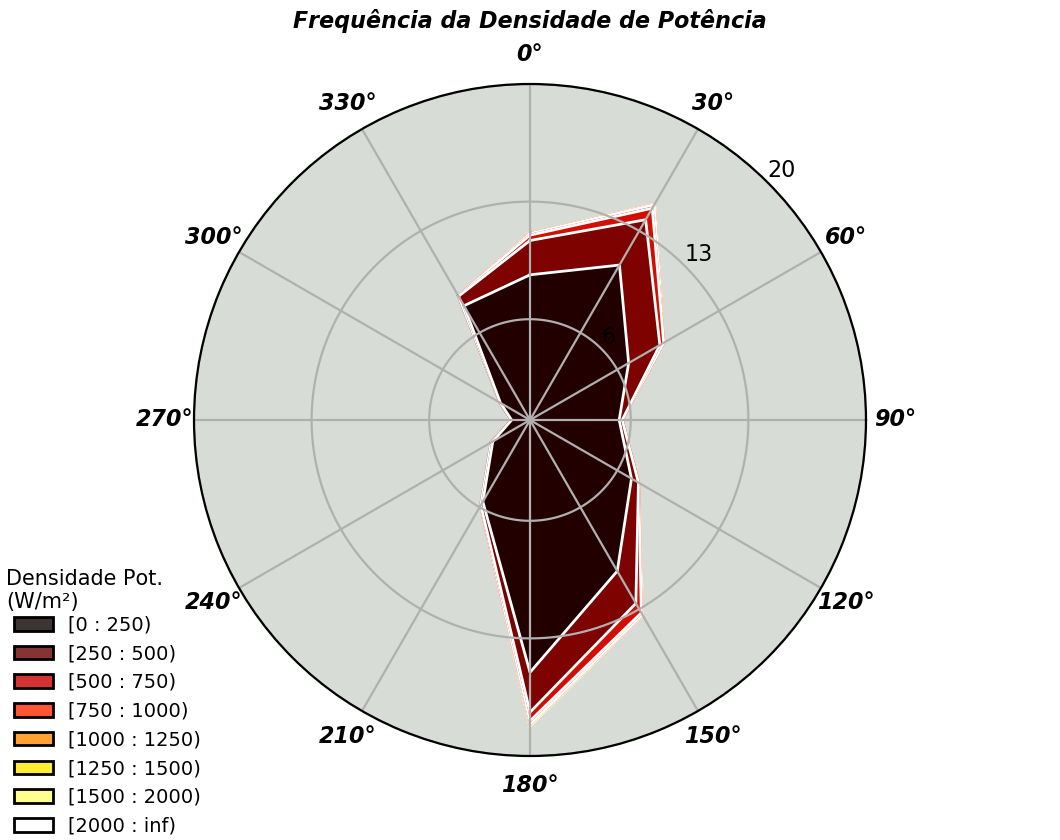 Frequência da Densidade de Potência
0°
330°
30°
20
300°
60°
13
6
270°
90°
240°
120°
210°
150°
180°
Densidade Pot.
(W/m²)
[0 : 250)
[250 : 500)
[500 : 750)
[750 : 1000)
[1000 : 1250)
[1250 : 1500)
[1500 : 2000)
[2000 : inf)